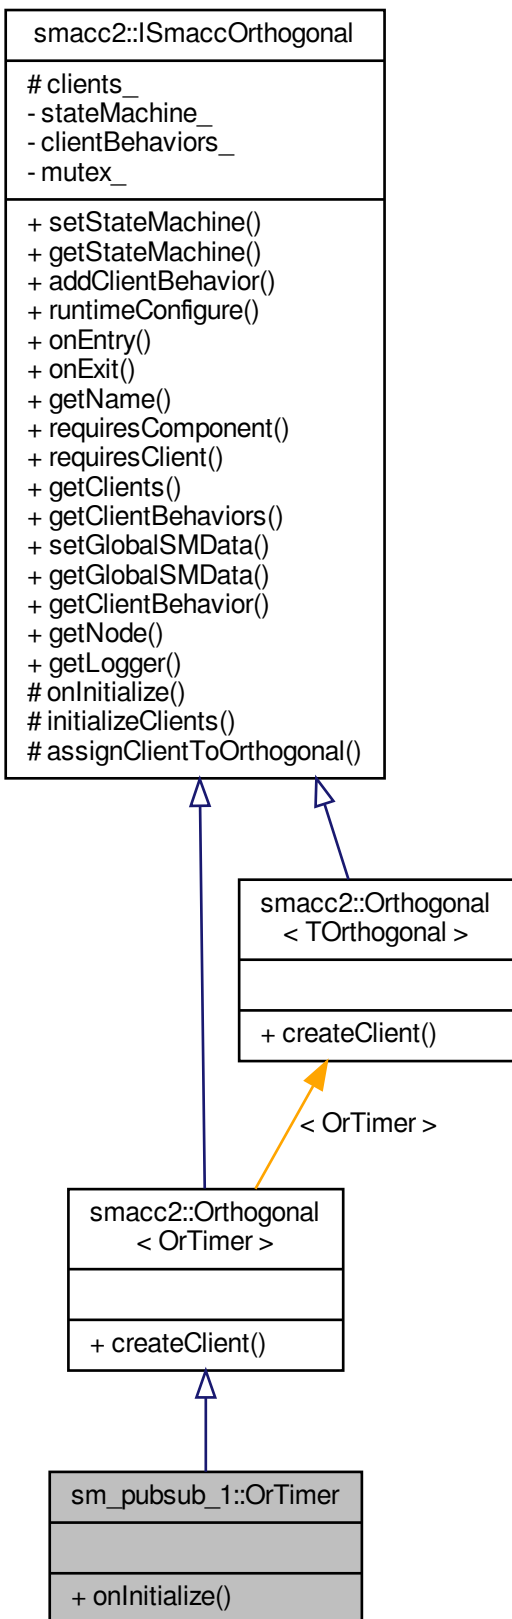 smacc2::ISmaccOrthogonal
# clients_
- stateMachine_
- clientBehaviors_
- mutex_
+ setStateMachine()
+ getStateMachine()
+ addClientBehavior()
+ runtimeConfigure()
+ onEntry()
+ onExit()
+ getName()
+ requiresComponent()
+ requiresClient()
+ getClients()
+ getClientBehaviors()
+ setGlobalSMData()
+ getGlobalSMData()
+ getClientBehavior()
+ getNode()
+ getLogger()
# onInitialize()
# initializeClients()
# assignClientToOrthogonal()
smacc2::Orthogonal
< TOrthogonal >
+ createClient()
< OrTimer >
smacc2::Orthogonal
< OrTimer >
+ createClient()
sm_pubsub_1::OrTimer
+ onInitialize()